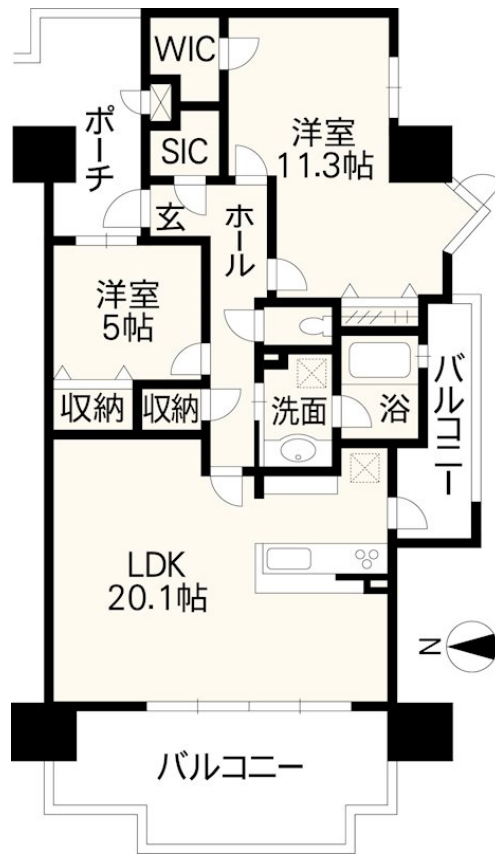 WIC
SIC
ポーチ
玄
ホール
洋室
11.3帖
洋室
5帖
収納
収納
洗面
浴
バルコニー
LDK
20.1帖
N
バルコニー